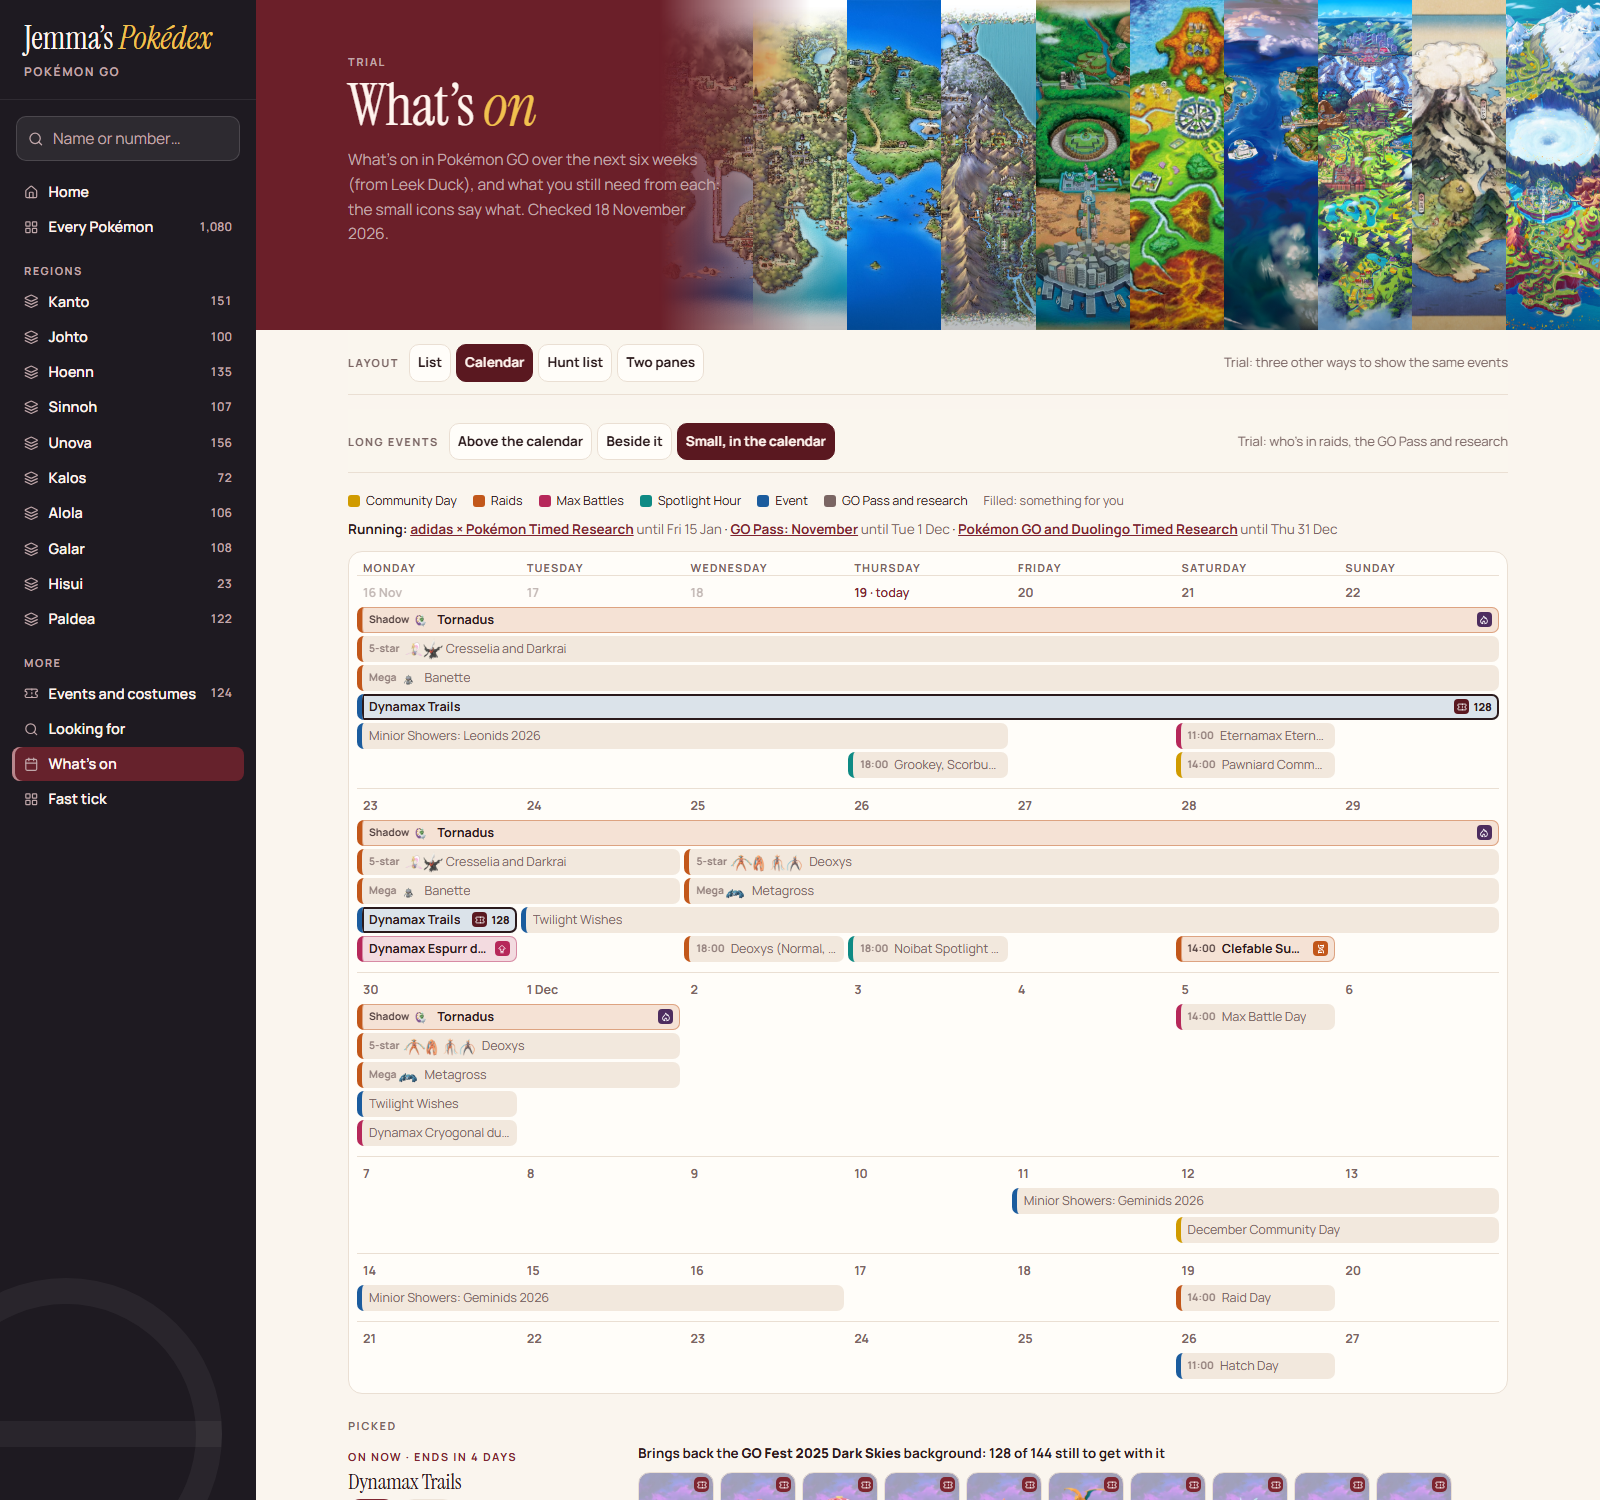 Jemma's Pokédex
POKÉMON GO
Name or number...
Home
Every Pokémon 1,080
REGIONS
Kanto 151
Johto 100
Hoenn 135
Sinnoh 107
Unova 156
Kalos 72
Alola 106
Galar 108
Hisui 23
Paldea 122
MORE
Events and costumes 124
Looking for
What's on
Fast tick
TRIAL
What's on
What's on in Pokémon GO over the next six weeks
(from Leek Duck), and what you still need from each:
the small icons say what. Checked 18 November
2026.
LAYOUT List Calendar Hunt list Two panes Trial: three other ways to show the same events
LONG EVENTS Above the calendar Beside it Small, in the calendar Trial: who's in raids, the GO Pass and research
Community Day Raids Max Battles Spotlight Hour Event GO Pass and research Filled: something for you
Running: adidas × Pokémon Timed Research until Fri 15 Jan · GO Pass: November until Tue 1 Dec · Pokémon GO and Duolingo Timed Research until Thu 31 Dec
MONDAY TUESDAY WEDNESDAY THURSDAY FRIDAY SATURDAY SUNDAY
16 Nov 17 18 19 · today 20 21 22
Shadow Tornadus
5-star Cresselia and Darkrai
Mega Banette
Dynamax Trails 128
Minior Showers: Leonids 2026 11:00 Eternamax Etern...
18:00 Grookey, Scorbu... 14:00 Pawniard Comm...
23 24 25 26 27 28 29
Shadow Tornadus
5-star Cresselia and Darkrai 5-star Deoxys
Mega Banette Mega Metagross
Dynamax Trails 128 Twilight Wishes
Dynamax Espurr d... 18:00 Deoxys (Normal, ... 18:00 Noibat Spotlight ... 14:00 Clefable Su...
30 1 Dec 2 3 4 5 6
Shadow Tornadus 14:00 Max Battle Day
5-star Deoxys
Mega Metagross
Twilight Wishes
Dynamax Cryogonal du...
7 8 9 10 11 12 13
Minior Showers: Geminids 2026
December Community Day
14 15 16 17 18 19 20
Minior Showers: Geminids 2026 14:00 Raid Day
21 22 23 24 25 26 27
11:00 Hatch Day
PICKED
ON NOW · ENDS IN 4 DAYS
Dynamax Trails
Brings back the GO Fest 2025 Dark Skies background: 128 of 144 still to get with it